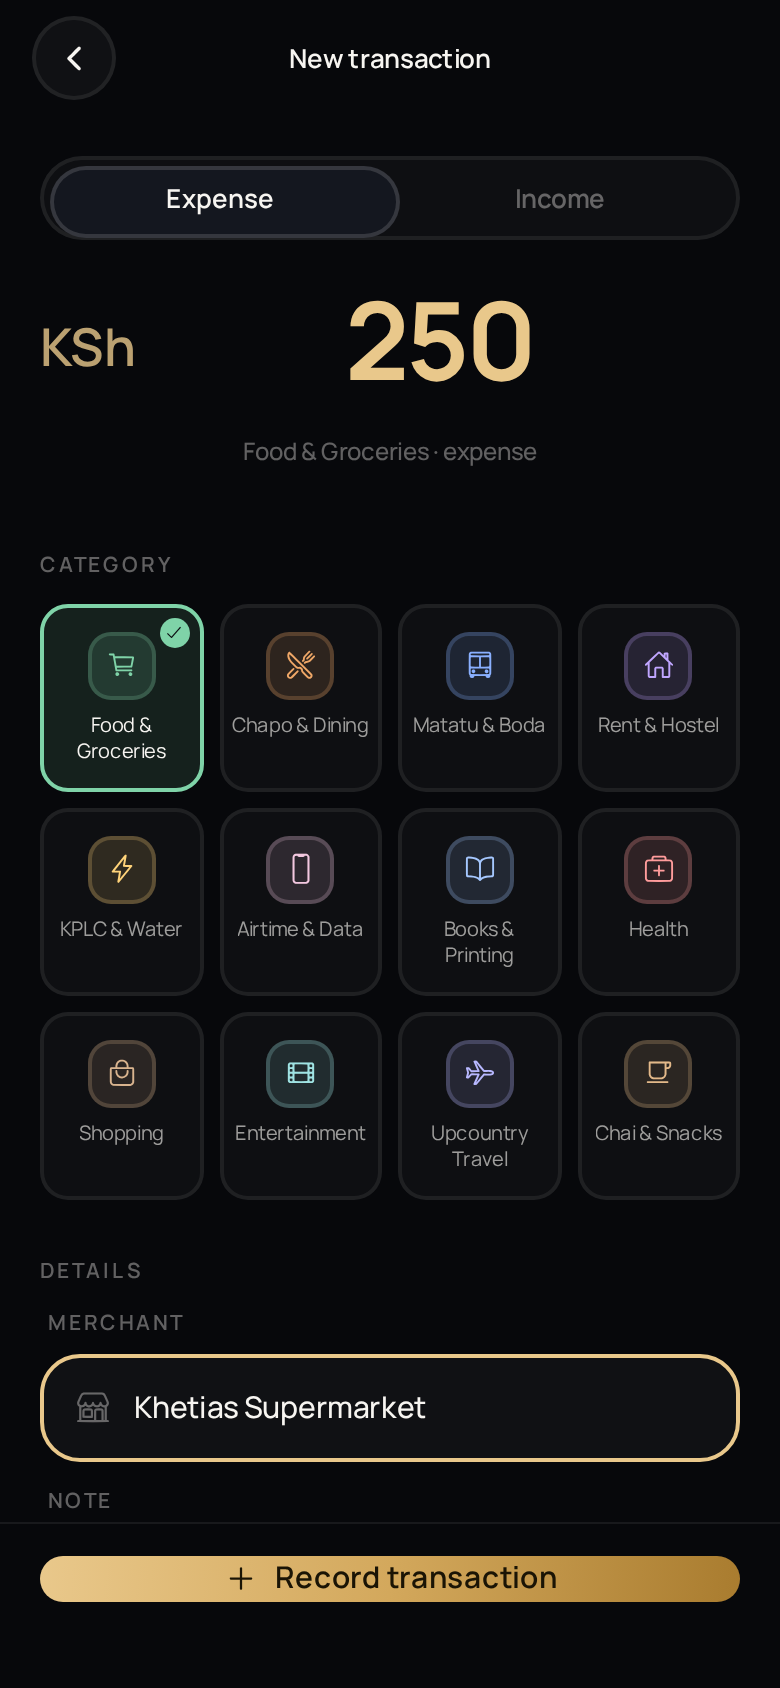 New transaction
Expense
Income
KSh
250
Food & Groceries · expense
CATEGORY
Food &
Groceries
Chapo & Dining
Matatu & Boda
Rent & Hostel
KPLC & Water
Airtime & Data
Books &
Printing
Health
Shopping
Entertainment
Upcountry
Travel
Chai & Snacks
DETAILS
MERCHANT
Khetias Supermarket
NOTE
Record transaction